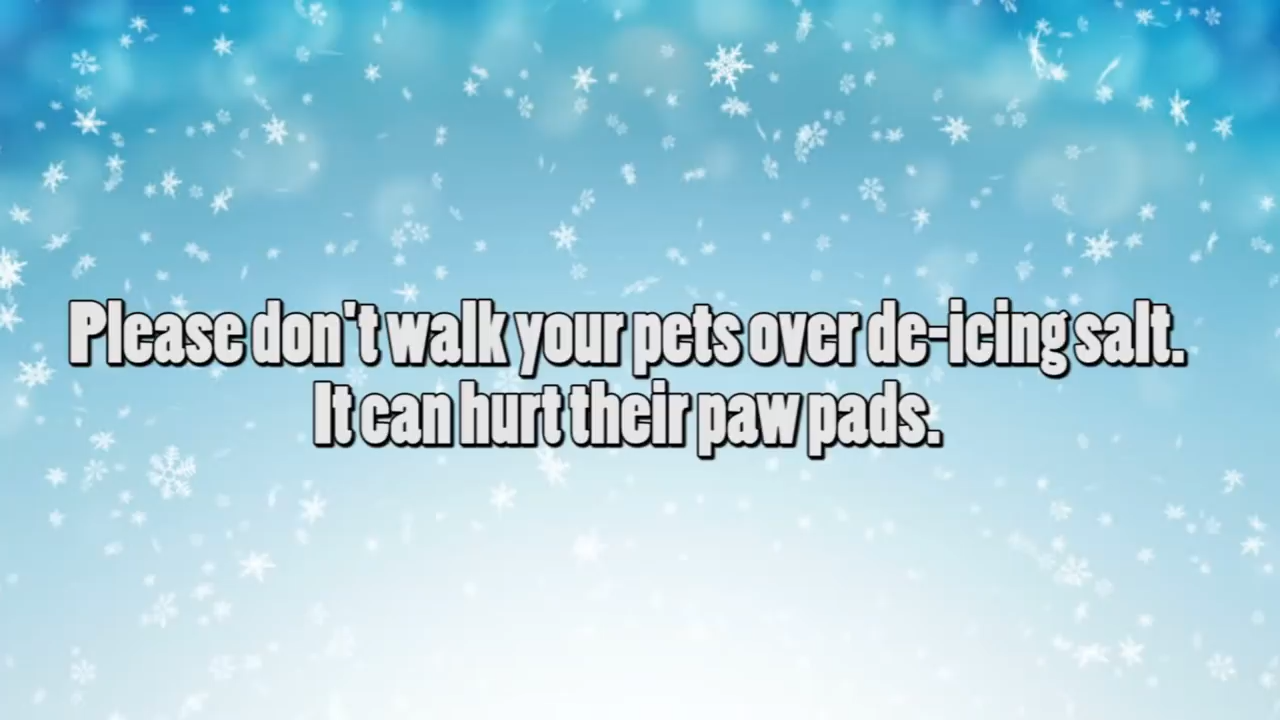 Please don't walk your pets over de-icing salt.
It can hurt their paw pads.